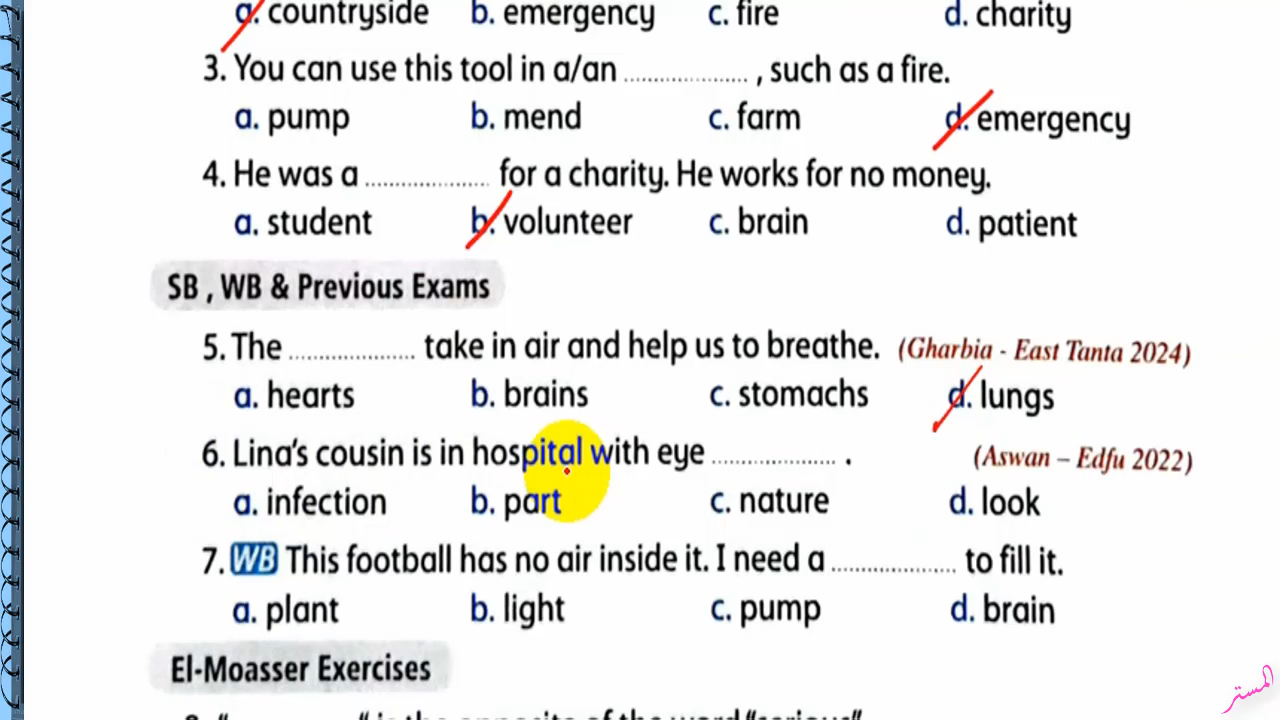 a. countryside b. emergency c. fire d. charity
3. You can use this tool in a/an .................... , such as a fire.
a. pump b. mend c. farm d. emergency
4. He was a .................... for a charity. He works for no money.
a. student b. volunteer c. brain d. patient
SB , WB & Previous Exams
5. The .................... take in air and help us to breathe. (Gharbia - East Tanta 2024)
a. hearts b. brains c. stomachs d. lungs
6. Lina's cousin is in hospital with eye .................... . (Aswan – Edfu 2022)
a. infection b. part c. nature d. look
7. WB This football has no air inside it. I need a .................... to fill it.
a. plant b. light c. pump d. brain
El-Moasser Exercises
المستر